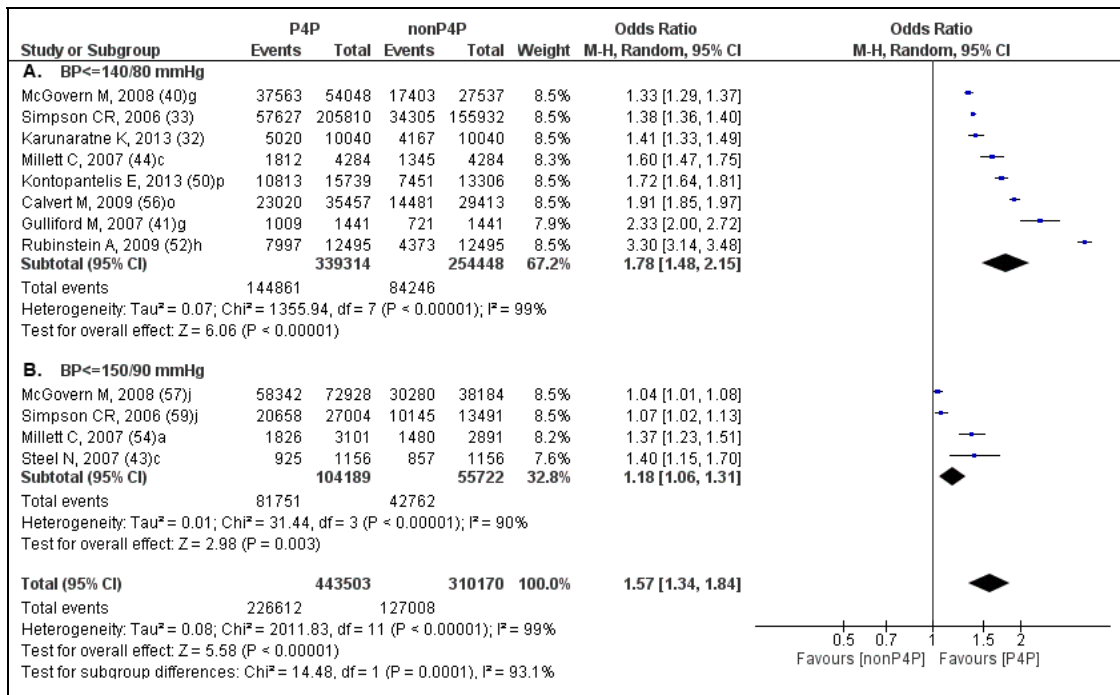 P4P nonP4P Odds Ratio Odds Ratio
Study or Subgroup Events Total Events Total Weight M-H, Random, 95% CI M-H, Random, 95% CI
A. BP<=140/80 mmHg
McGovern M, 2008 (40)g 37563 54048 17403 27537 8.5% 1.33 [1.29, 1.37]
Simpson CR, 2006 (33) 57627 205810 34305 155932 8.5% 1.38 [1.36, 1.40]
Karunaratne K, 2013 (32) 5020 10040 4167 10040 8.5% 1.41 [1.33, 1.49]
Millett C, 2007 (44)c 1812 4284 1345 4284 8.3% 1.60 [1.47, 1.75]
Kontopantelis E, 2013 (50)p 10813 15739 7451 13306 8.5% 1.72 [1.64, 1.81]
Calvert M, 2009 (56)o 23020 35457 14481 29413 8.5% 1.91 [1.85, 1.97]
Gulliford M, 2007 (41)g 1009 1441 721 1441 7.9% 2.33 [2.00, 2.72]
Rubinstein A, 2009 (52)h 7997 12495 4373 12495 8.5% 3.30 [3.14, 3.48]
Subtotal (95% CI) 339314 254448 67.2% 1.78 [1.48, 2.15]
Total events 144861 84246
Heterogeneity: Tau² = 0.07; Chi² = 1355.94, df = 7 (P < 0.00001); I² = 99%
Test for overall effect: Z = 6.06 (P < 0.00001)
B. BP<=150/90 mmHg
McGovern M, 2008 (57)j 58342 72928 30280 38184 8.5% 1.04 [1.01, 1.08]
Simpson CR, 2006 (59)j 20658 27004 10145 13491 8.5% 1.07 [1.02, 1.13]
Millett C, 2007 (54)a 1826 3101 1480 2891 8.2% 1.37 [1.23, 1.51]
Steel N, 2007 (43)c 925 1156 857 1156 7.6% 1.40 [1.15, 1.70]
Subtotal (95% CI) 104189 55722 32.8% 1.18 [1.06, 1.31]
Total events 81751 42762
Heterogeneity: Tau² = 0.01; Chi² = 31.44, df = 3 (P < 0.00001); I² = 90%
Test for overall effect: Z = 2.98 (P = 0.003)
Total (95% CI) 443503 310170 100.0% 1.57 [1.34, 1.84]
Total events 226612 127008
Heterogeneity: Tau² = 0.08; Chi² = 2011.83, df = 11 (P < 0.00001); I² = 99%
Test for overall effect: Z = 5.58 (P < 0.00001)
Test for subgroup differences: Chi² = 14.48, df = 1 (P = 0.0001), I² = 93.1%
0.5 0.7 1 1.5 2
Favours [nonP4P] Favours [P4P]